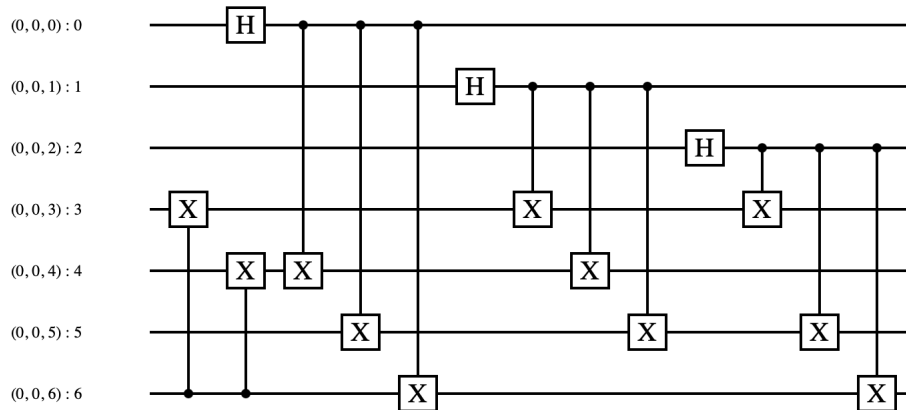 (0, 0, 0) : 0 H
(0, 0, 1) : 1 H
(0, 0, 2) : 2 H
(0, 0, 3) : 3 X X X
(0, 0, 4) : 4 X X X
(0, 0, 5) : 5 X X X
(0, 0, 6) : 6 X X